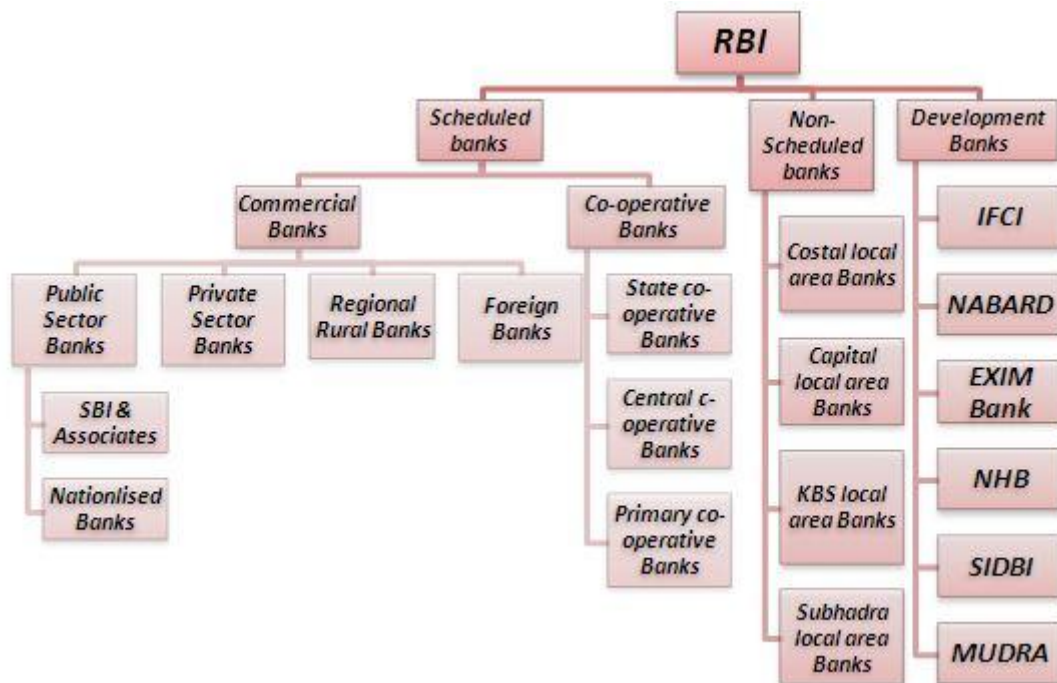 RBI
Scheduled
banks
Non-
Scheduled
banks
Development
Banks
Commercial
Banks
Co-operative
Banks
Public
Sector
Banks
Private
Sector
Banks
Regional
Rural Banks
Foreign
Banks
SBI &
Associates
Nationlised
Banks
State co-
operative
Banks
Central c-
operative
Banks
Primary co-
operative
Banks
Costal local
area Banks
Capital
local area
Banks
KBS local
area Banks
Subhadra
local area
Banks
IFCI
NABARD
EXIM
Bank
NHB
SIDBI
MUDRA